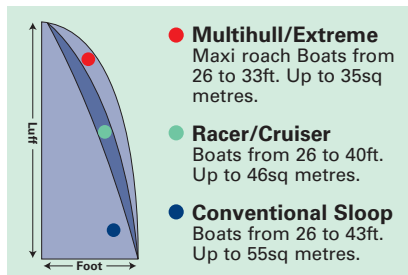 Luff
Foot
Multihull/Extreme
Maxi roach Boats from
26 to 33ft. Up to 35sq
metres.
Racer/Cruiser
Boats from 26 to 40ft.
Up to 46sq metres.
Conventional Sloop
Boats from 26 to 43ft.
Up to 55sq metres.